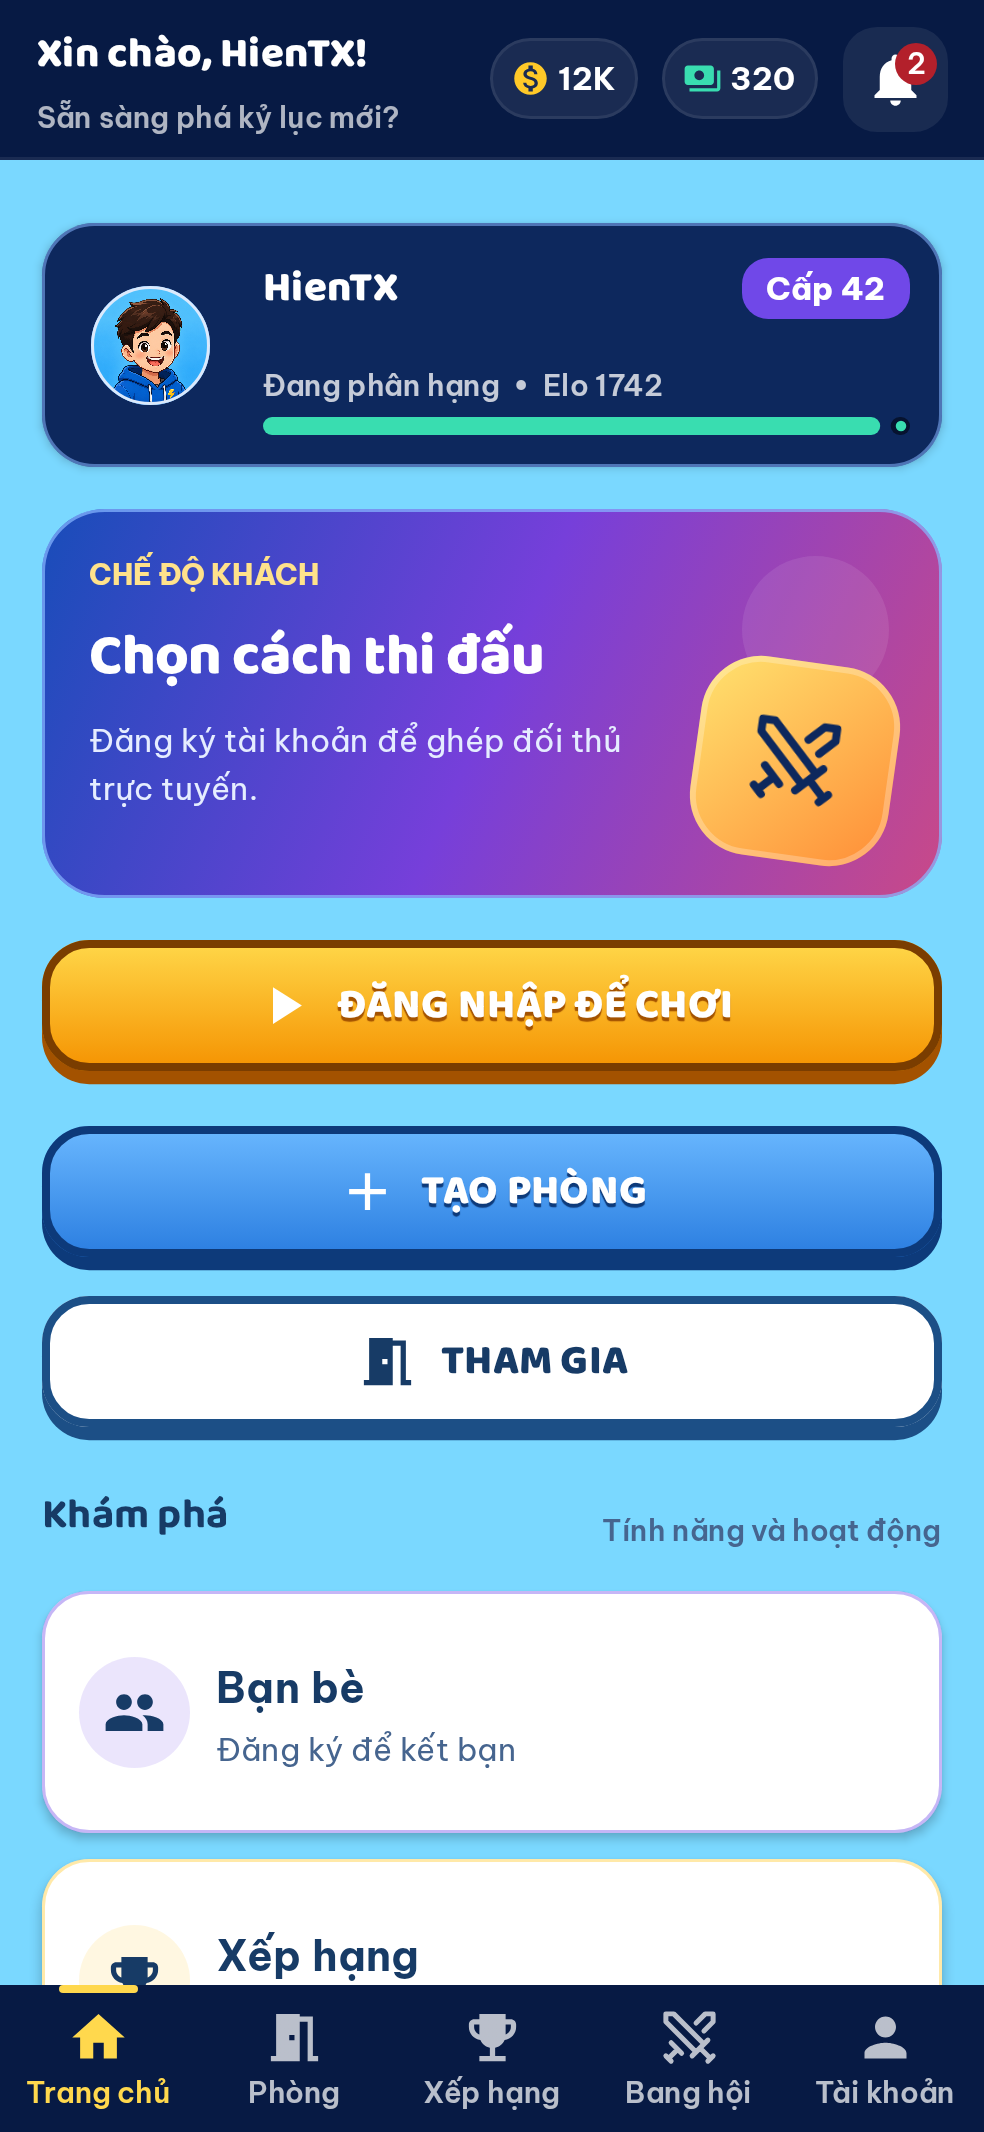 Xin chào, HienTX!
Sẵn sàng phá kỷ lục mới?
12K
320
2
HienTX
Cấp 42
Đang phân hạng • Elo 1742
CHẾ ĐỘ KHÁCH
Chọn cách thi đấu
Đăng ký tài khoản để ghép đối thủ
trực tuyến.
ĐĂNG NHẬP ĐỂ CHƠI
TẠO PHÒNG
THAM GIA
Khám phá
Tính năng và hoạt động
Bạn bè
Đăng ký để kết bạn
Xếp hạng
Trang chủ
Phòng
Xếp hạng
Bang hội
Tài khoản